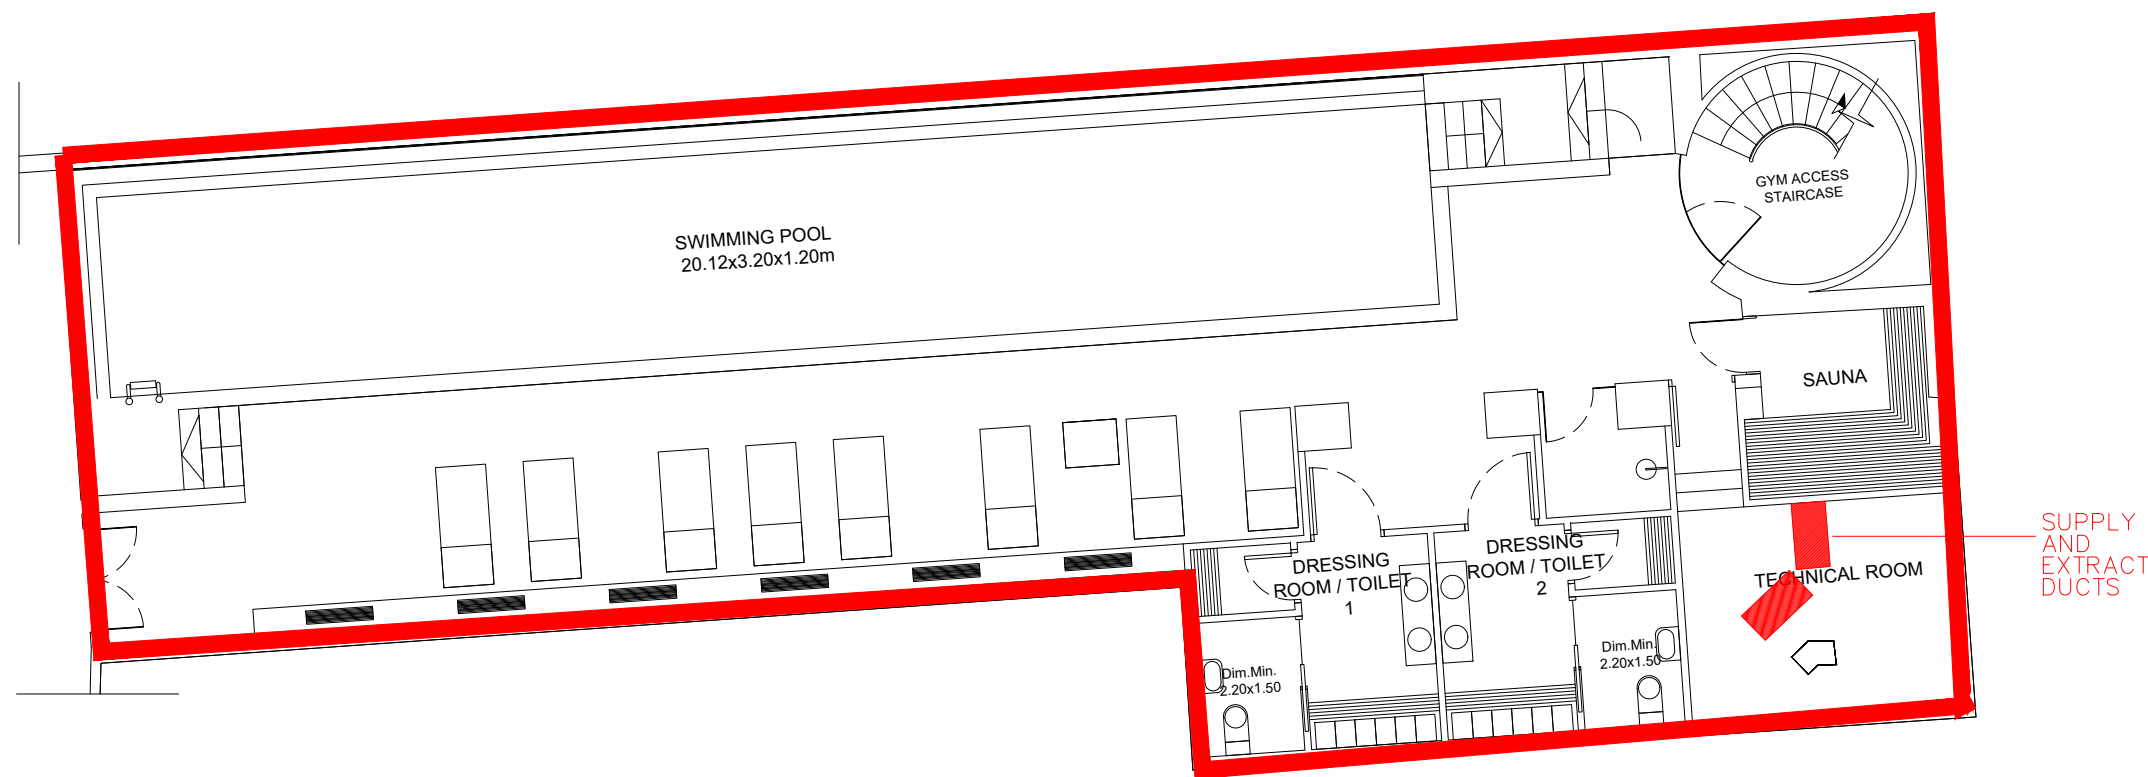 SWIMMING POOL
20.12x3.20x1.20m
GYM ACCESS
STAIRCASE
SAUNA
DRESSING
ROOM / TOILET
1
DRESSING
ROOM / TOILET
2
TECHNICAL ROOM
SUPPLY
AND
EXTRACT
DUCTS
Dim.Min.
2.20x1.50
Dim.Min.
2.20x1.50